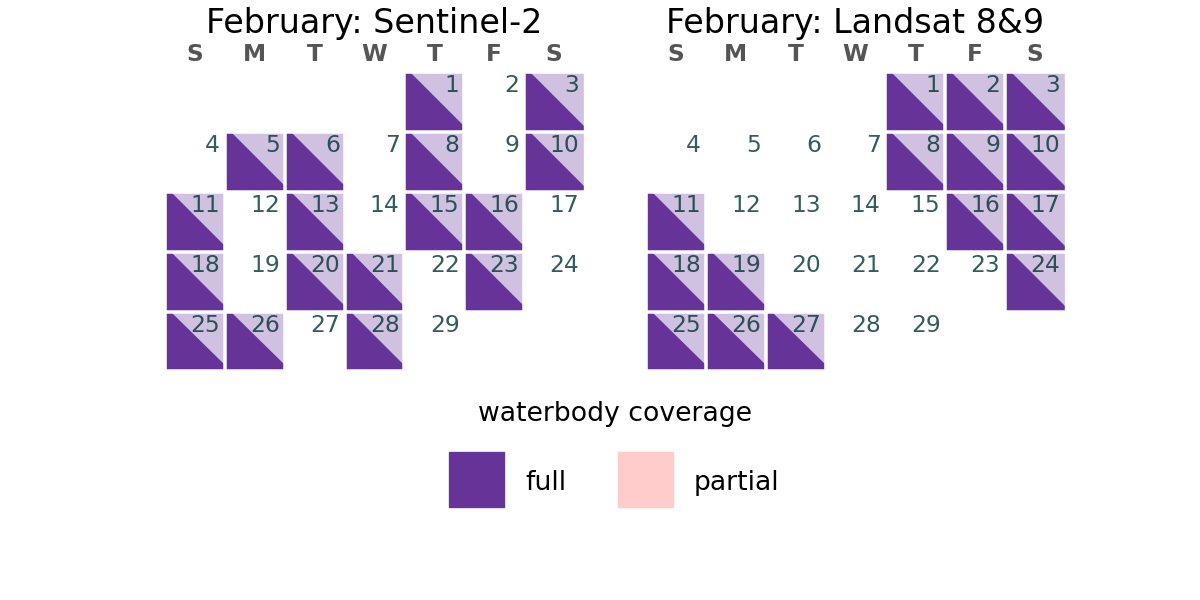 February: Sentinel-2
S M T W T F S
1 2 3
4 5 6 7 8 9 10
11 12 13 14 15 16 17
18 19 20 21 22 23 24
25 26 27 28 29
February: Landsat 8&9
S M T W T F S
1 2 3
4 5 6 7 8 9 10
11 12 13 14 15 16 17
18 19 20 21 22 23 24
25 26 27 28 29
waterbody coverage
full partial